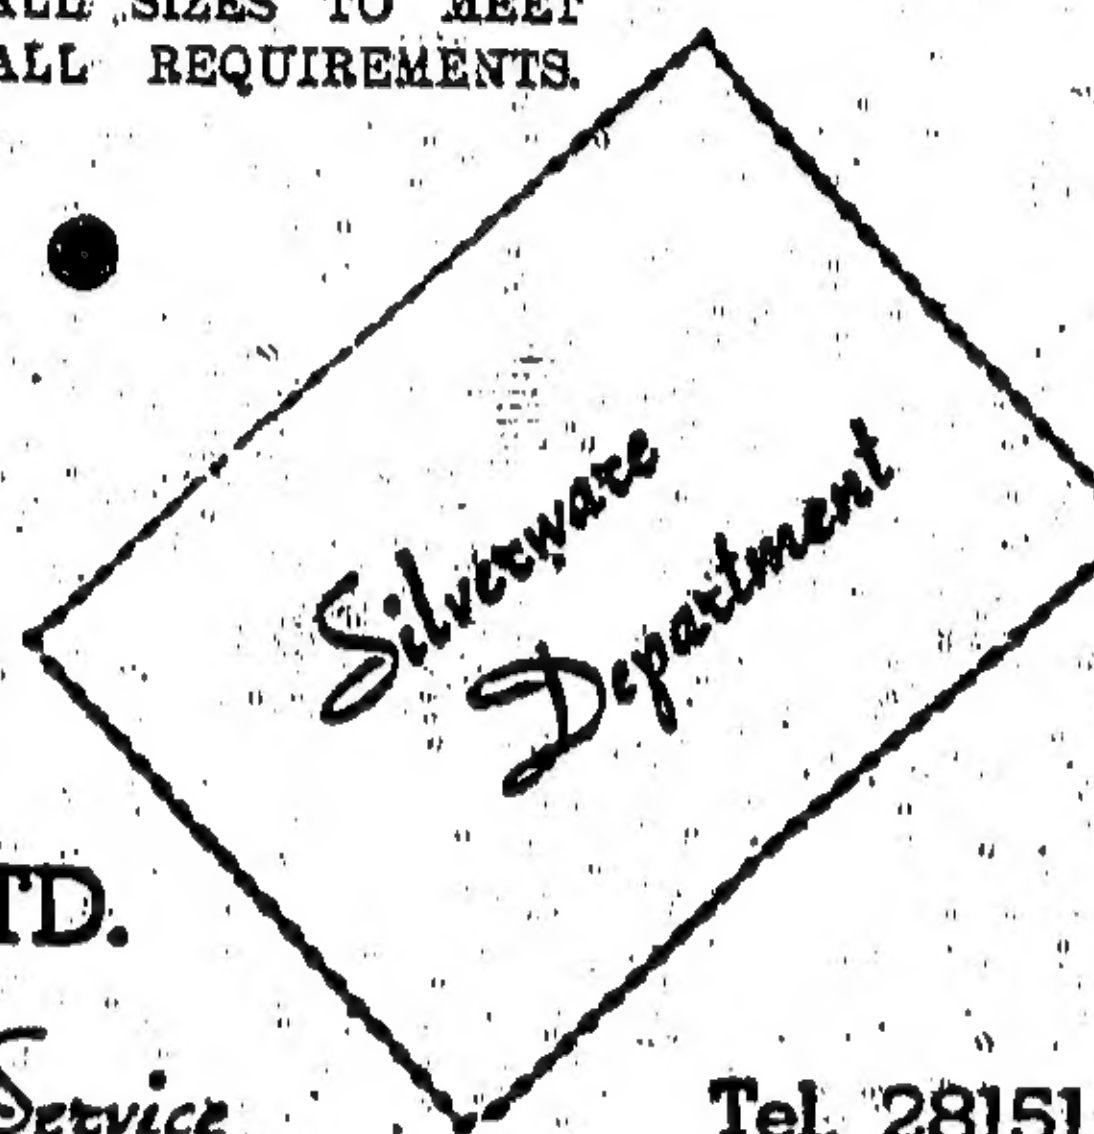 ALL SIZES TO MEET
ALL REQUIREMENTS.
Silverware
Department
TD.
Service
Tel. 28151